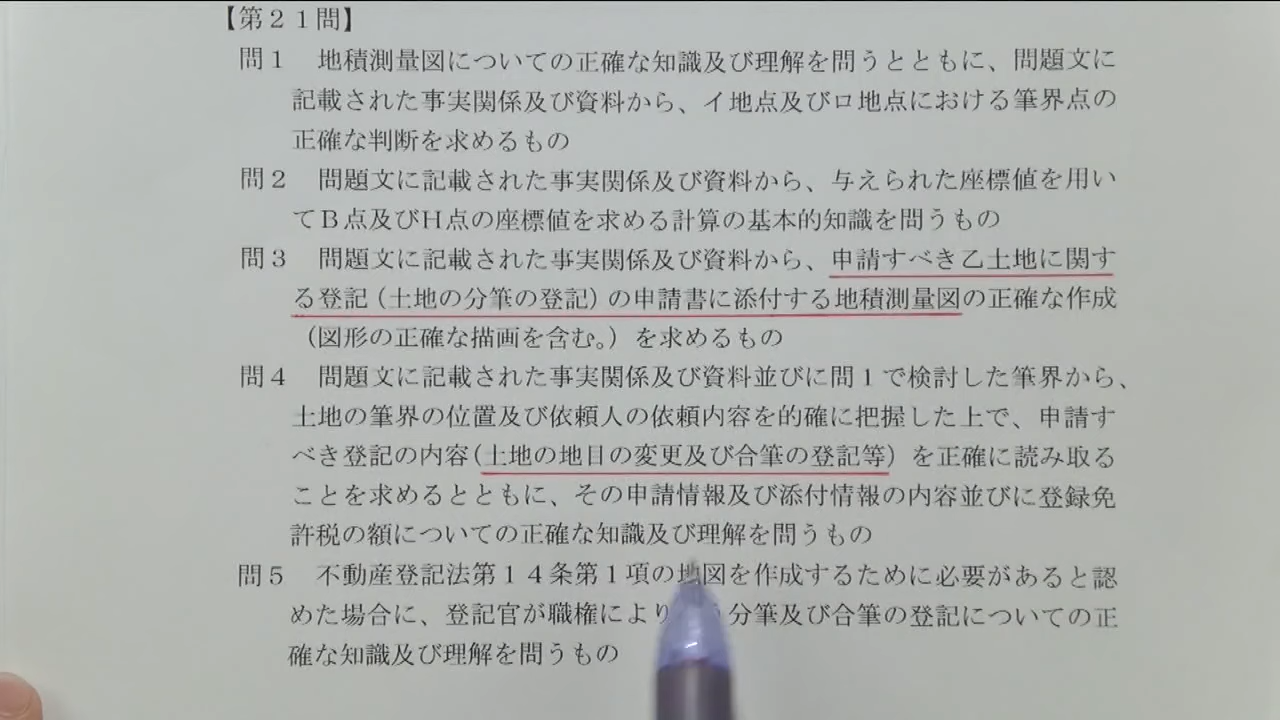 【第２１問】
問１ 地積測量図についての正確な知識及び理解を問うとともに、問題文に
記載された事実関係及び資料から、イ地点及びロ地点における筆界点の
正確な判断を求めるもの
問２ 問題文に記載された事実関係及び資料から、与えられた座標値を用い
てＢ点及びＨ点の座標値を求める計算の基本的知識を問うもの
問３ 問題文に記載された事実関係及び資料から、申請すべき乙土地に関す
る登記（土地の分筆の登記）の申請書に添付する地積測量図の正確な作成
（図形の正確な描画を含む。）を求めるもの
問４ 問題文に記載された事実関係及び資料並びに問１で検討した筆界から、
土地の筆界の位置及び依頼人の依頼内容を的確に把握した上で、申請す
べき登記の内容（土地の地目の変更及び合筆の登記等）を正確に読み取る
ことを求めるとともに、その申請情報及び添付情報の内容並びに登録免
許税の額についての正確な知識及び理解を問うもの
問５ 不動産登記法第１４条第１項の地図を作成するために必要があると認
めた場合に、登記官が職権により う分筆及び合筆の登記についての正
確な知識及び理解を問うもの